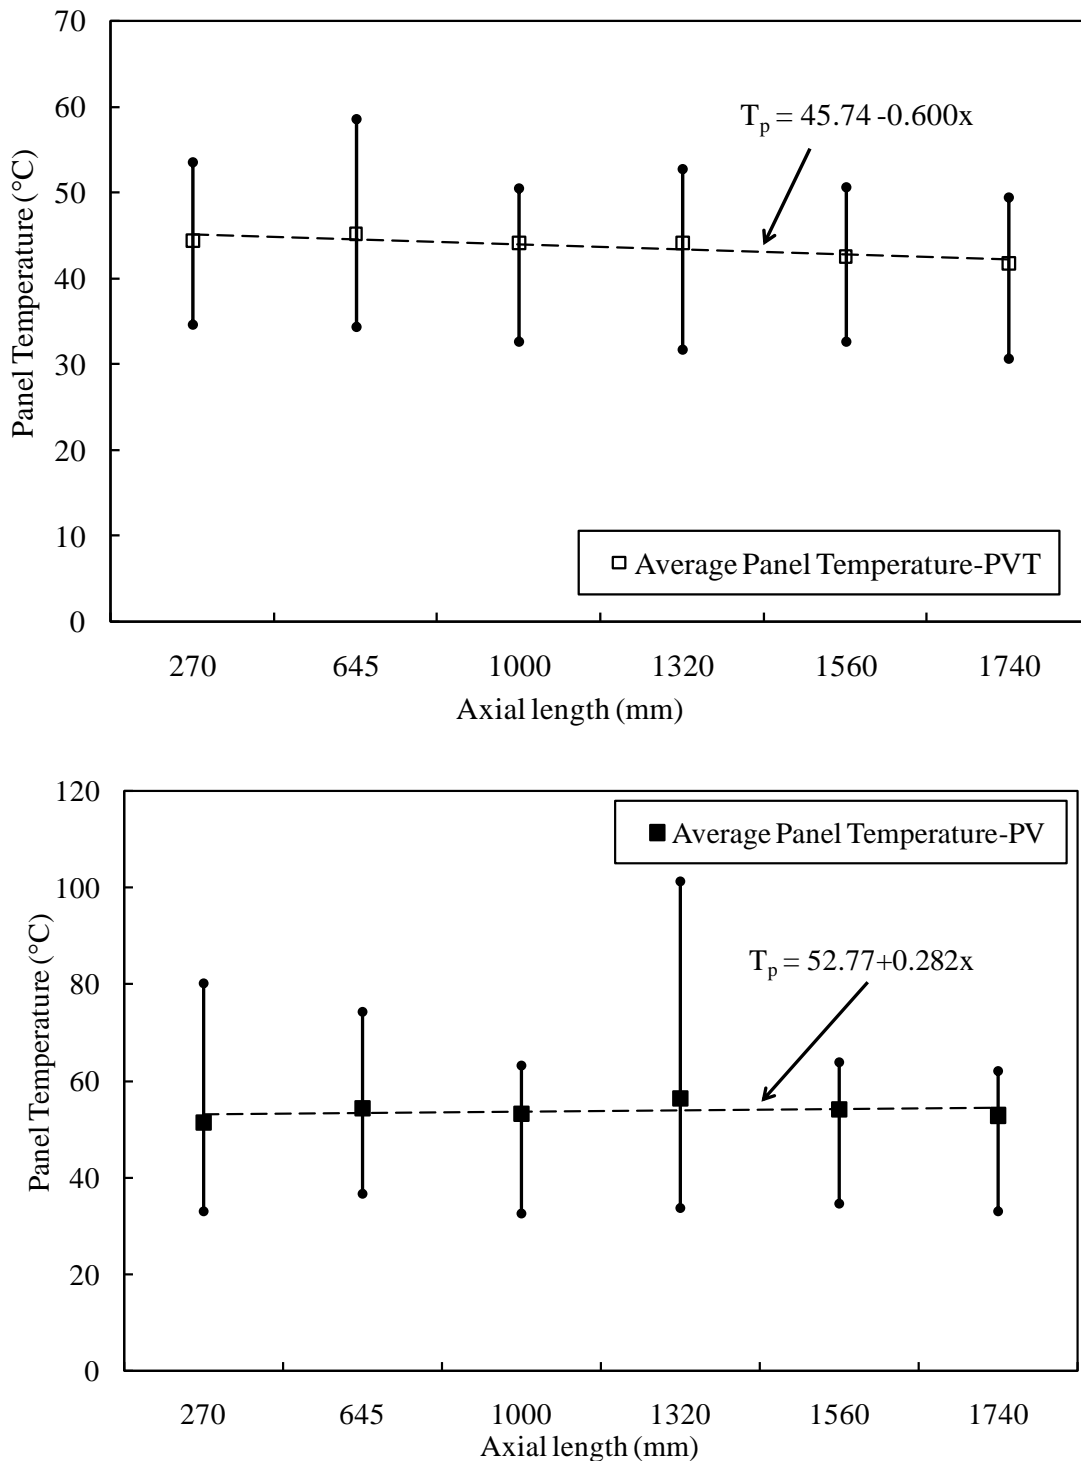 70
60
50
40
30
20
10
0
Panel Temperature (°C)
T_p = 45.74 -0.600x
Average Panel Temperature-PVT
270 645 1000 1320 1560 1740
Axial length (mm)
120
100
80
60
40
20
0
Panel Temperature (°C)
Average Panel Temperature-PV
T_p = 52.77+0.282x
270 645 1000 1320 1560 1740
Axial length (mm)